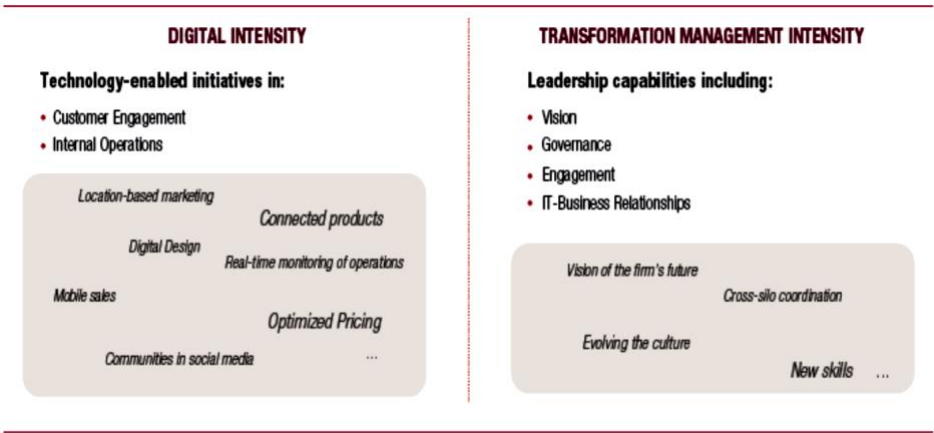 DIGITAL INTENSITY
Technology-enabled initiatives in:
• Customer Engagement
• Internal Operations
Location-based marketing
Connected products
Digital Design
Real-time monitoring of operations
Mobile sales
Optimized Pricing
Communities in social media
...
TRANSFORMATION MANAGEMENT INTENSITY
Leadership capabilities including:
• Vision
• Governance
• Engagement
• IT-Business Relationships
Vision of the firm's future
Cross-silo coordination
Evolving the culture
New skills ...